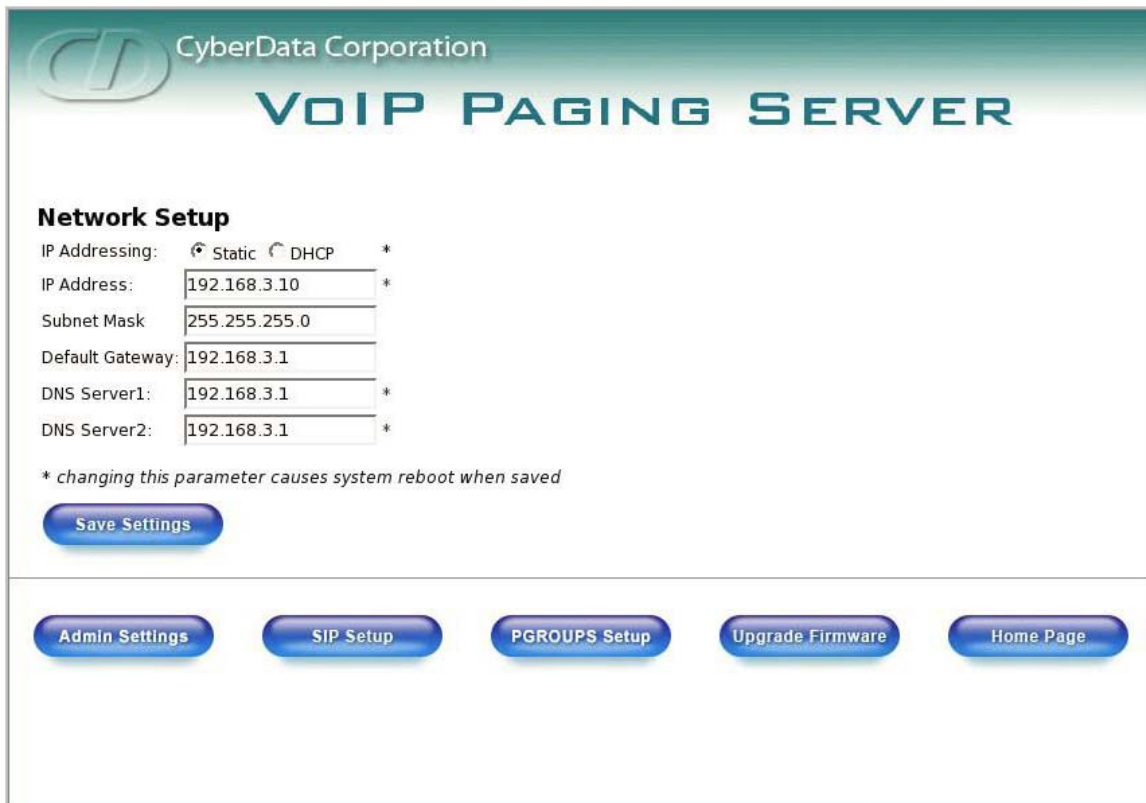 CyberData Corporation
VoIP Paging Server
Network Setup
IP Addressing: Static DHCP *
IP Address: 192.168.3.10 *
Subnet Mask 255.255.255.0
Default Gateway: 192.168.3.1
DNS Server1: 192.168.3.1 *
DNS Server2: 192.168.3.1 *
* changing this parameter causes system reboot when saved
Save Settings
Admin Settings SIP Setup PGROUPS Setup Upgrade Firmware Home Page